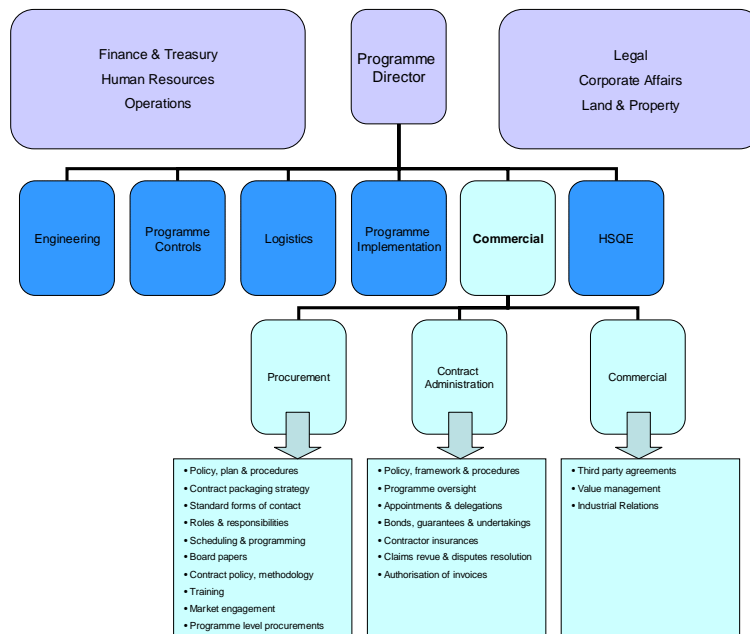 Finance & Treasury
Human Resources
Operations
Programme
Director
Legal
Corporate Affairs
Land & Property
Engineering
Programme
Controls
Logistics
Programme
Implementation
Commercial
HSQE
Procurement
Contract
Administration
Commercial
• Policy, plan & procedures
• Contract packaging strategy
• Standard forms of contact
• Roles & responsibilities
• Scheduling & programming
• Board papers
• Contract policy, methodology
• Training
• Market engagement
• Programme level procurements
• Policy, framework & procedures
• Programme oversight
• Appointments & delegations
• Bonds, guarantees & undertakings
• Contractor insurances
• Claims revue & disputes resolution
• Authorisation of invoices
• Third party agreements
• Value management
• Industrial Relations